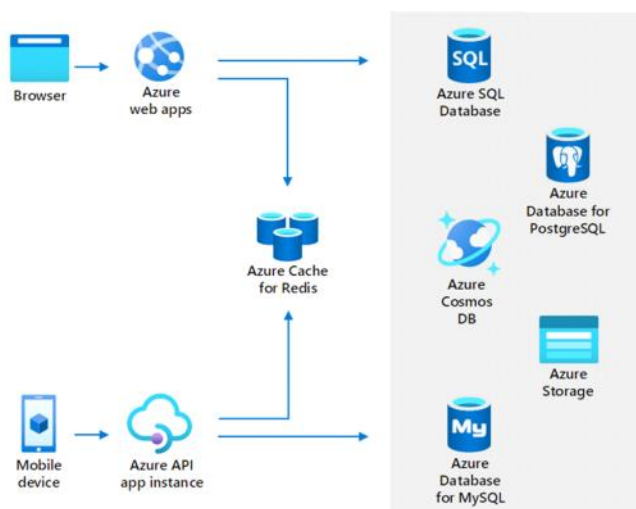 Browser
Azure
web apps
SQL
Azure SQL
Database
Azure
Database for
PostgreSQL
Azure Cache
for Redis
Azure
Cosmos
DB
Azure
Storage
Mobile
device
Azure API
app instance
My
Azure
Database
for MySQL